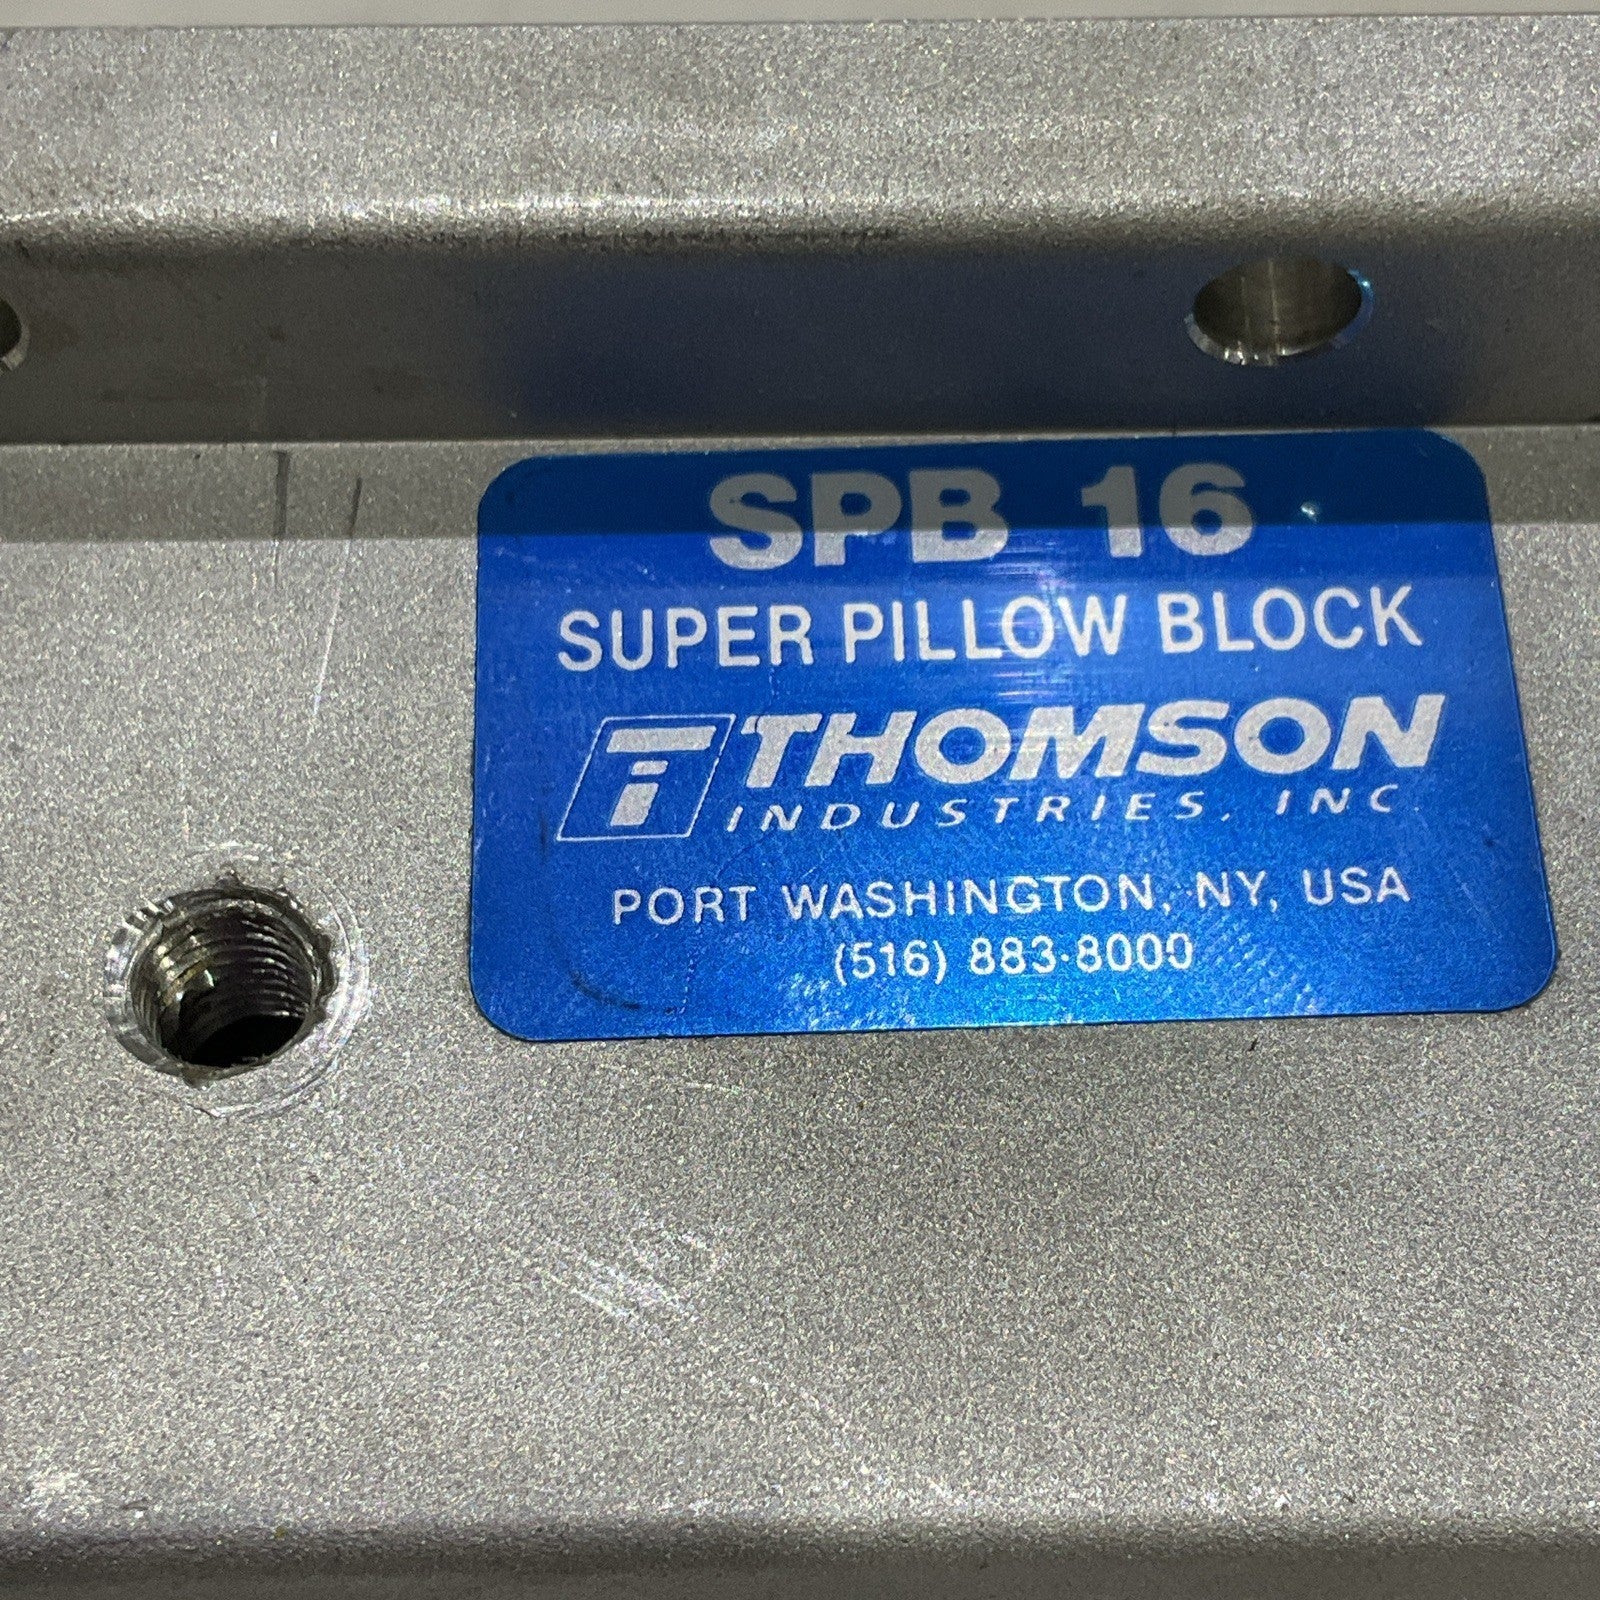 SPB 16
SUPER PILLOW BLOCK
THOMSON
INDUSTRIES, INC
PORT WASHINGTON, NY, USA
(516) 883-8000